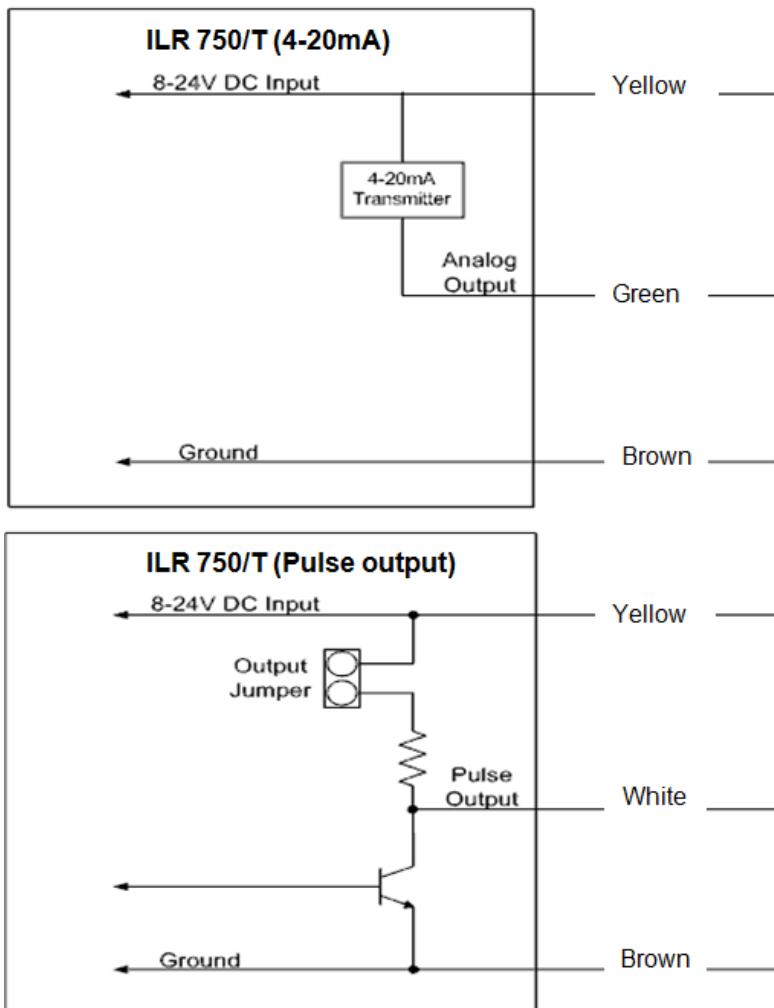 ILR 750/T (4-20mA)
8-24V DC Input
Yellow
4-20mA
Transmitter
Analog
Output
Green
Ground
Brown
ILR 750/T (Pulse output)
8-24V DC Input
Yellow
Output
Jumper
Pulse
Output
White
Ground
Brown